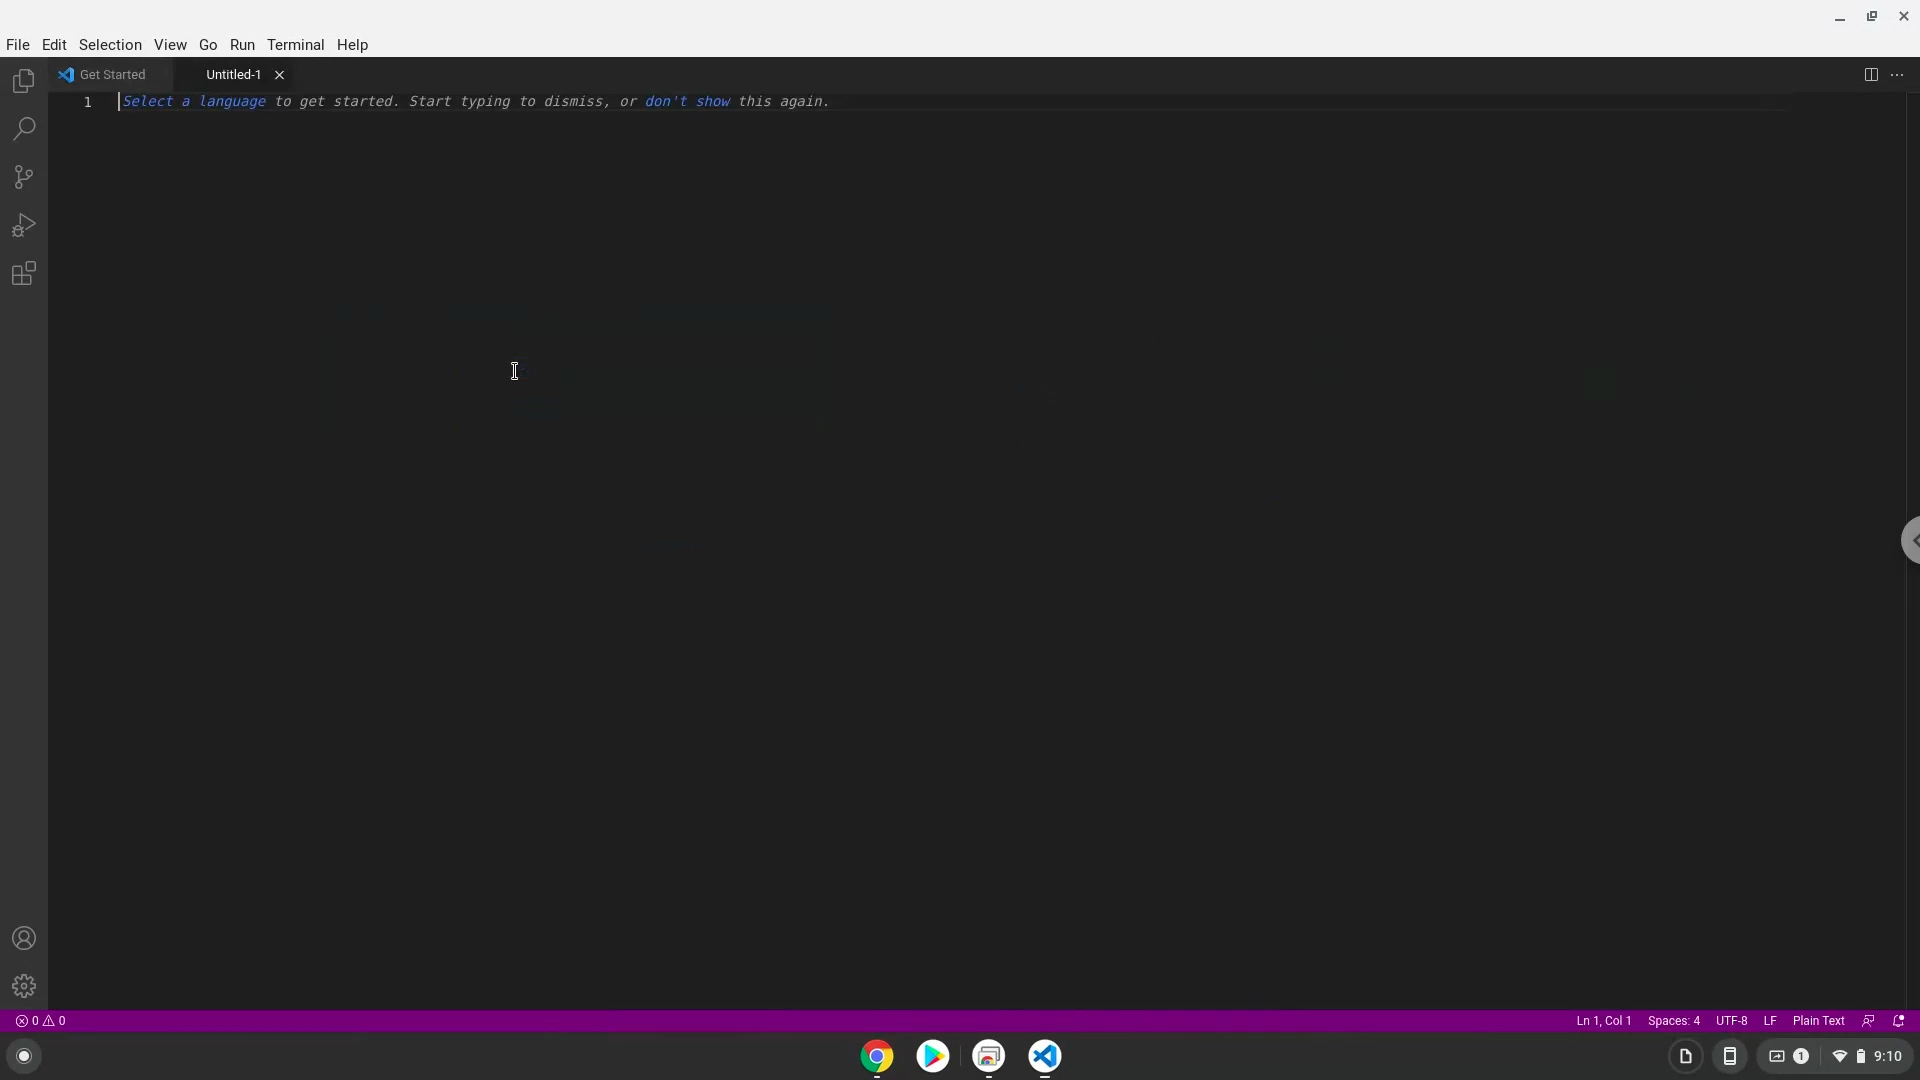 File Edit Selection View Go Run Terminal Help
Get Started Untitled-1
1 Select a language to get started. Start typing to dismiss, or don't show this again.
0 0 Ln 1, Col 1 Spaces: 4 UTF-8 LF Plain Text
1 9:10